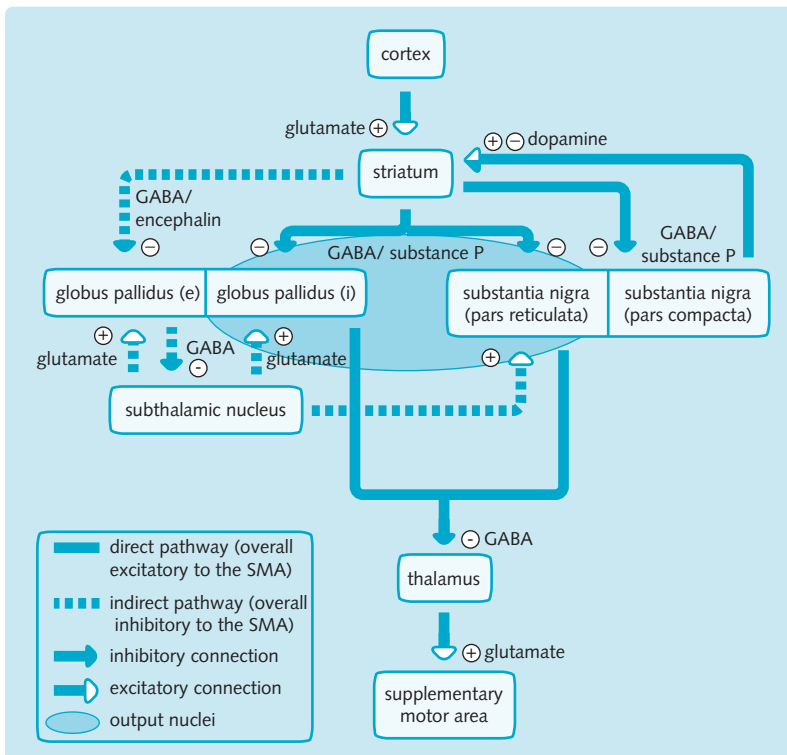 cortex
glutamate +
+ − dopamine
striatum
GABA/
encephalin
−
−
GABA/ substance P
−
−
GABA/
substance P
globus pallidus (e)
globus pallidus (i)
substantia nigra
(pars reticulata)
substantia nigra
(pars compacta)
+
glutamate
GABA
-
+
glutamate
+
subthalamic nucleus
- GABA
thalamus
+ glutamate
supplementary
motor area
direct pathway (overall
excitatory to the SMA)
indirect pathway (overall
inhibitory to the SMA)
inhibitory connection
excitatory connection
output nuclei